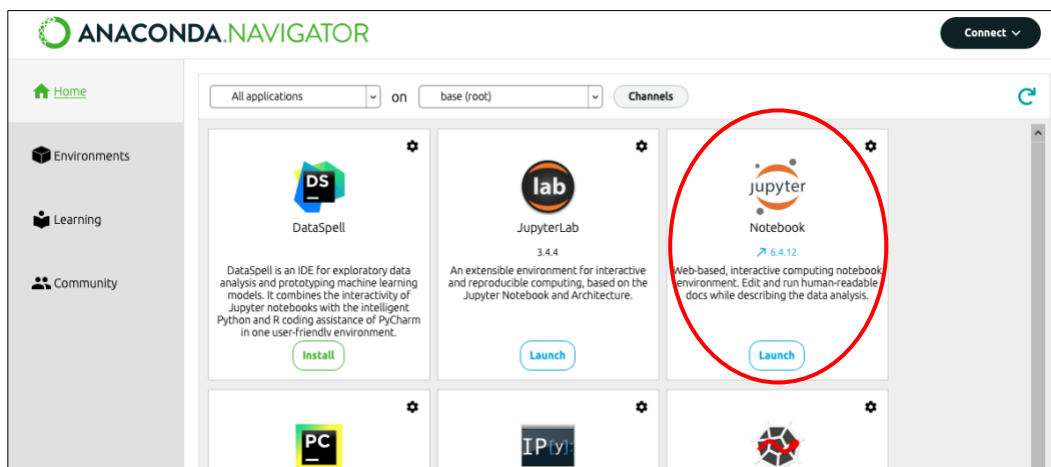 ANACONDA.NAVIGATOR
Connect
Home
All applications
on
base (root)
Channels
Environments
Learning
Community
DS
DataSpell
DataSpell is an IDE for exploratory data
analysis and prototyping machine learning
models. It combines the interactivity of
Jupyter notebooks with the intelligent
Python and R coding assistance of PyCharm
in one user-friendly environment.
Install
lab
JupyterLab
3.4.4
An extensible environment for interactive
and reproducible computing, based on the
Jupyter Notebook and Architecture.
Launch
jupyter
Notebook
6.4.12
Web-based, interactive computing notebook
environment. Edit and run human-readable
docs while describing the data analysis.
Launch
PC
IP[y]: